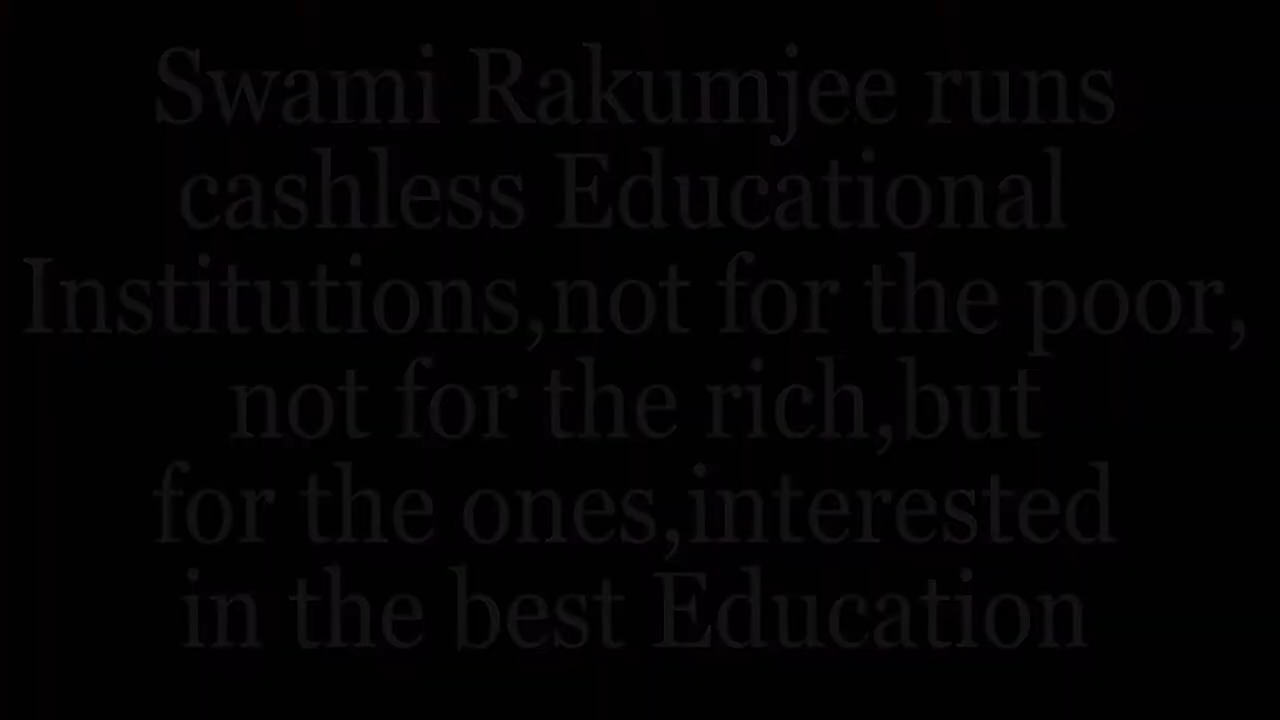 Swami Rakumjee runs
cashless Educational
Institutions,not for the poor,
not for the rich,but
for the ones,interested
in the best Education